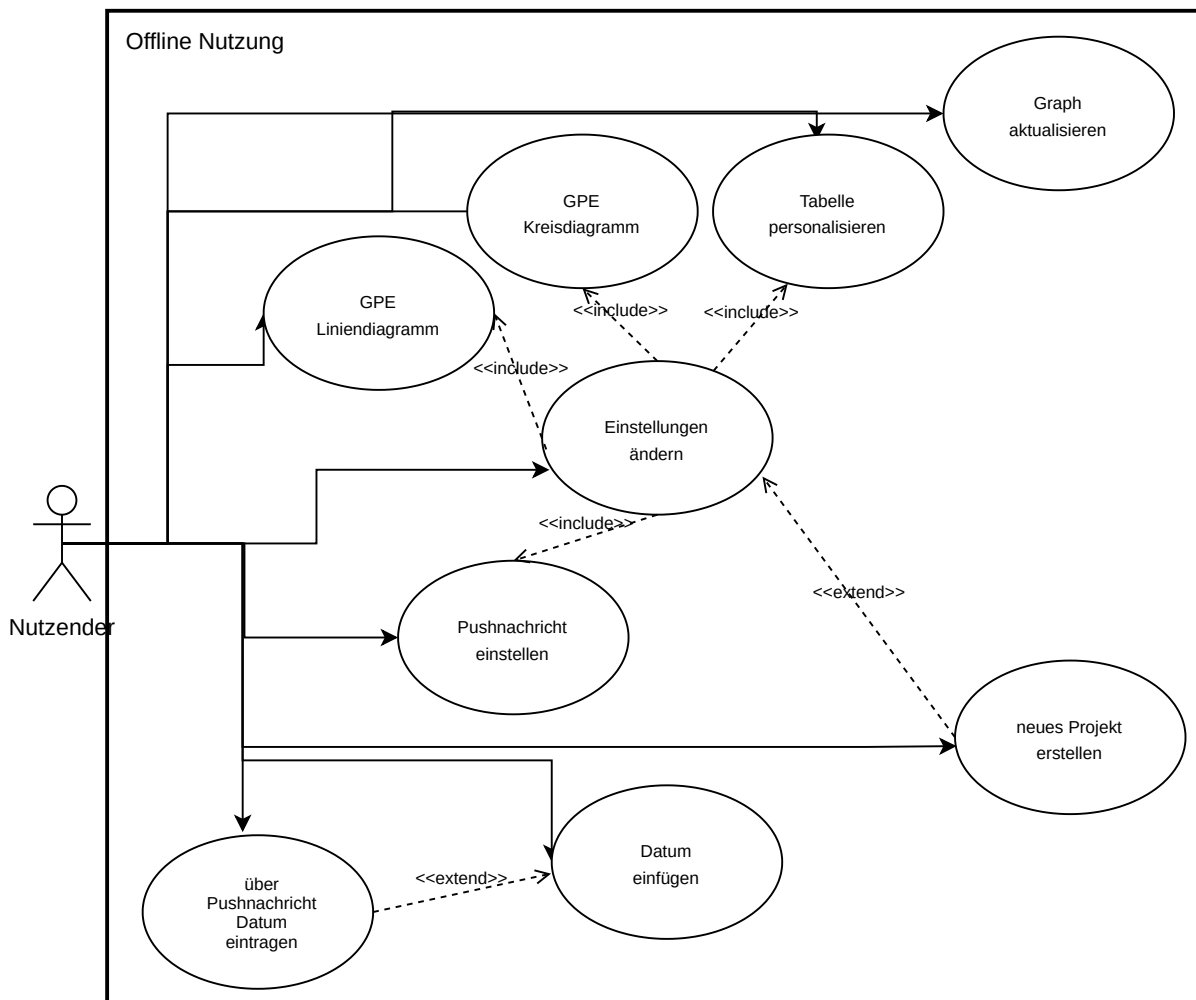 Offline Nutzung
Graph
aktualisieren
GPE
Kreisdiagramm
Tabelle
personalisieren
GPE
Liniendiagramm
<<include>>
<<include>>
<<include>>
Einstellungen
ändern
<<include>>
Nutzender
Pushnachricht
einstellen
<<extend>>
neues Projekt
erstellen
über
Pushnachricht
Datum
eintragen
<<extend>>
Datum
einfügen